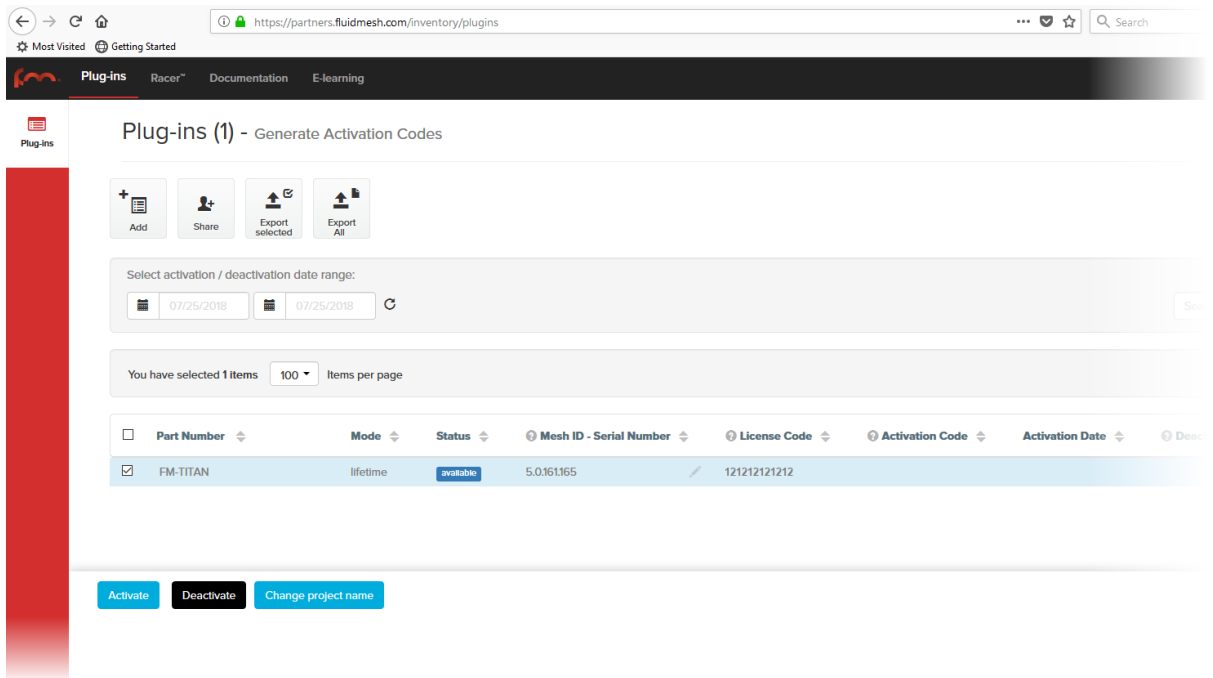 https://partners.fluidmesh.com/inventory/plugins
Search
Most Visited Getting Started
fm.
Plug-ins Racer™ Documentation E-learning
Plug-ins
Plug-ins (1) - Generate Activation Codes
Add
Share
Export selected
Export All
Select activation / deactivation date range:
07/25/2018 07/25/2018
You have selected 1 items 100 Items per page
Part Number Mode Status Mesh ID - Serial Number License Code Activation Code Activation Date
FM-TITAN lifetime available 5.0.161.165 121212121212
Activate Deactivate Change project name